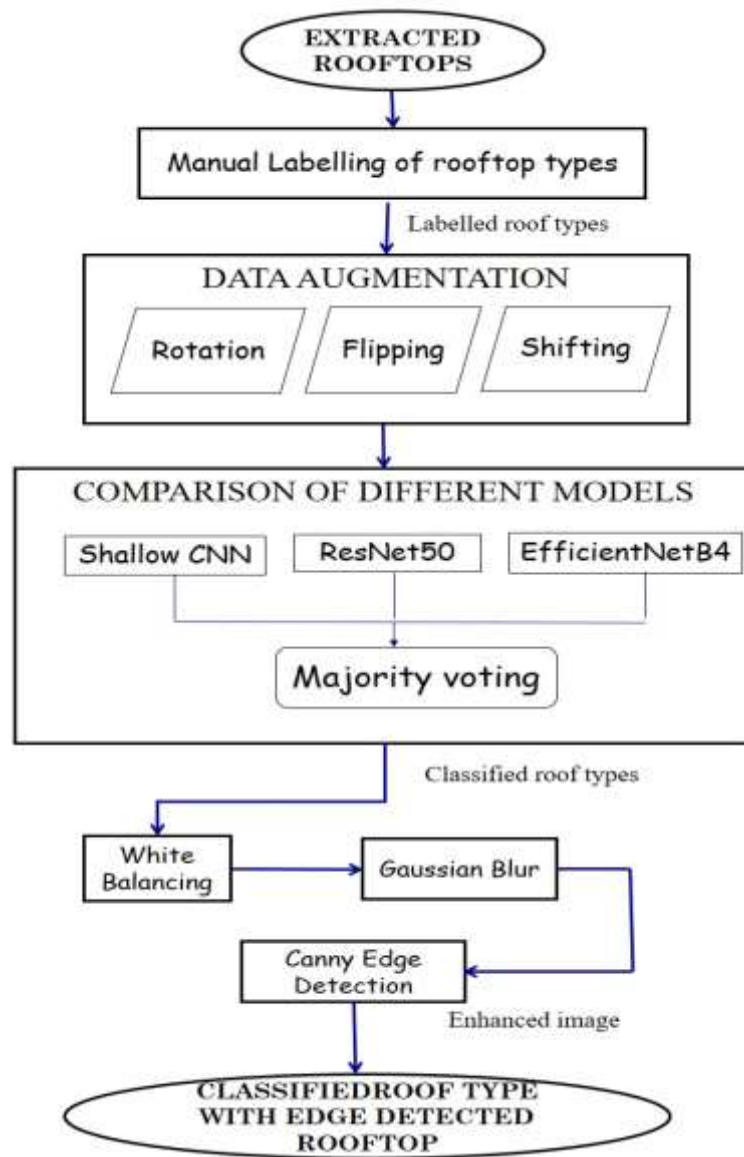 EXTRACTED
ROOFTOPS
Manual Labelling of rooftop types
Labelled roof types
DATA AUGMENTATION
Rotation
Flipping
Shifting
COMPARISON OF DIFFERENT MODELS
Shallow CNN
ResNet50
EfficientNetB4
Majority voting
Classified roof types
White
Balancing
Gaussian Blur
Canny Edge
Detection
Enhanced image
CLASSIFIEDROOF TYPE
WITH EDGE DETECTED
ROOFTOP